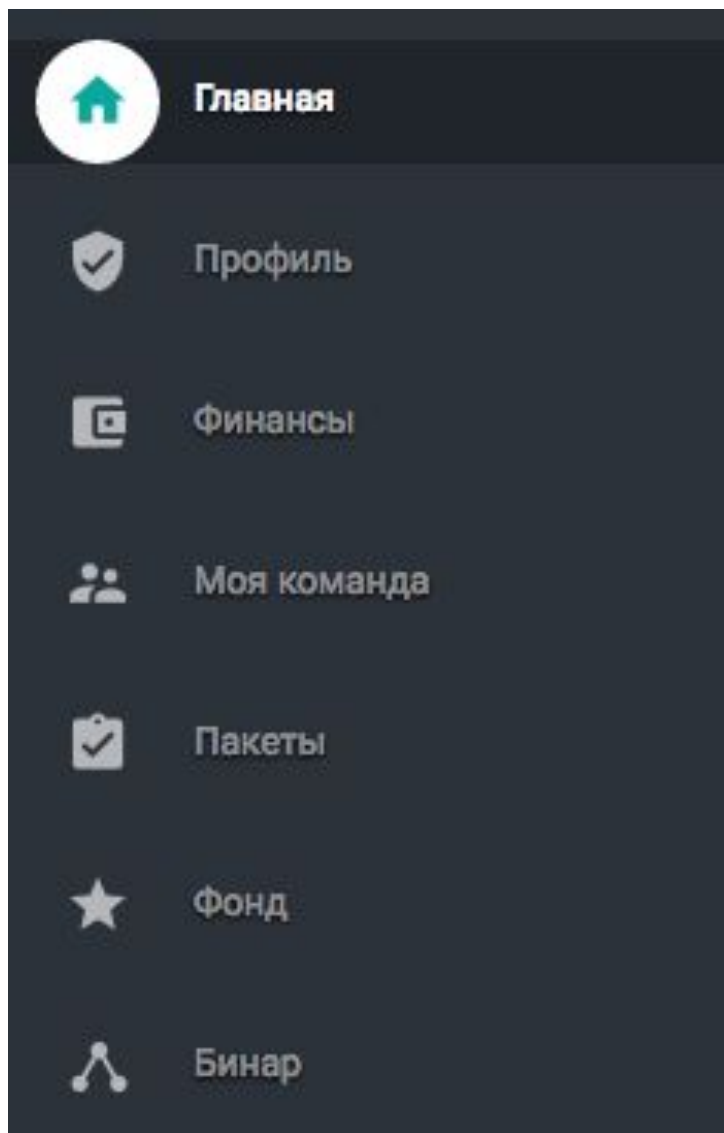 Главная
Профиль
Финансы
Моя команда
Пакеты
Фонд
Бинар